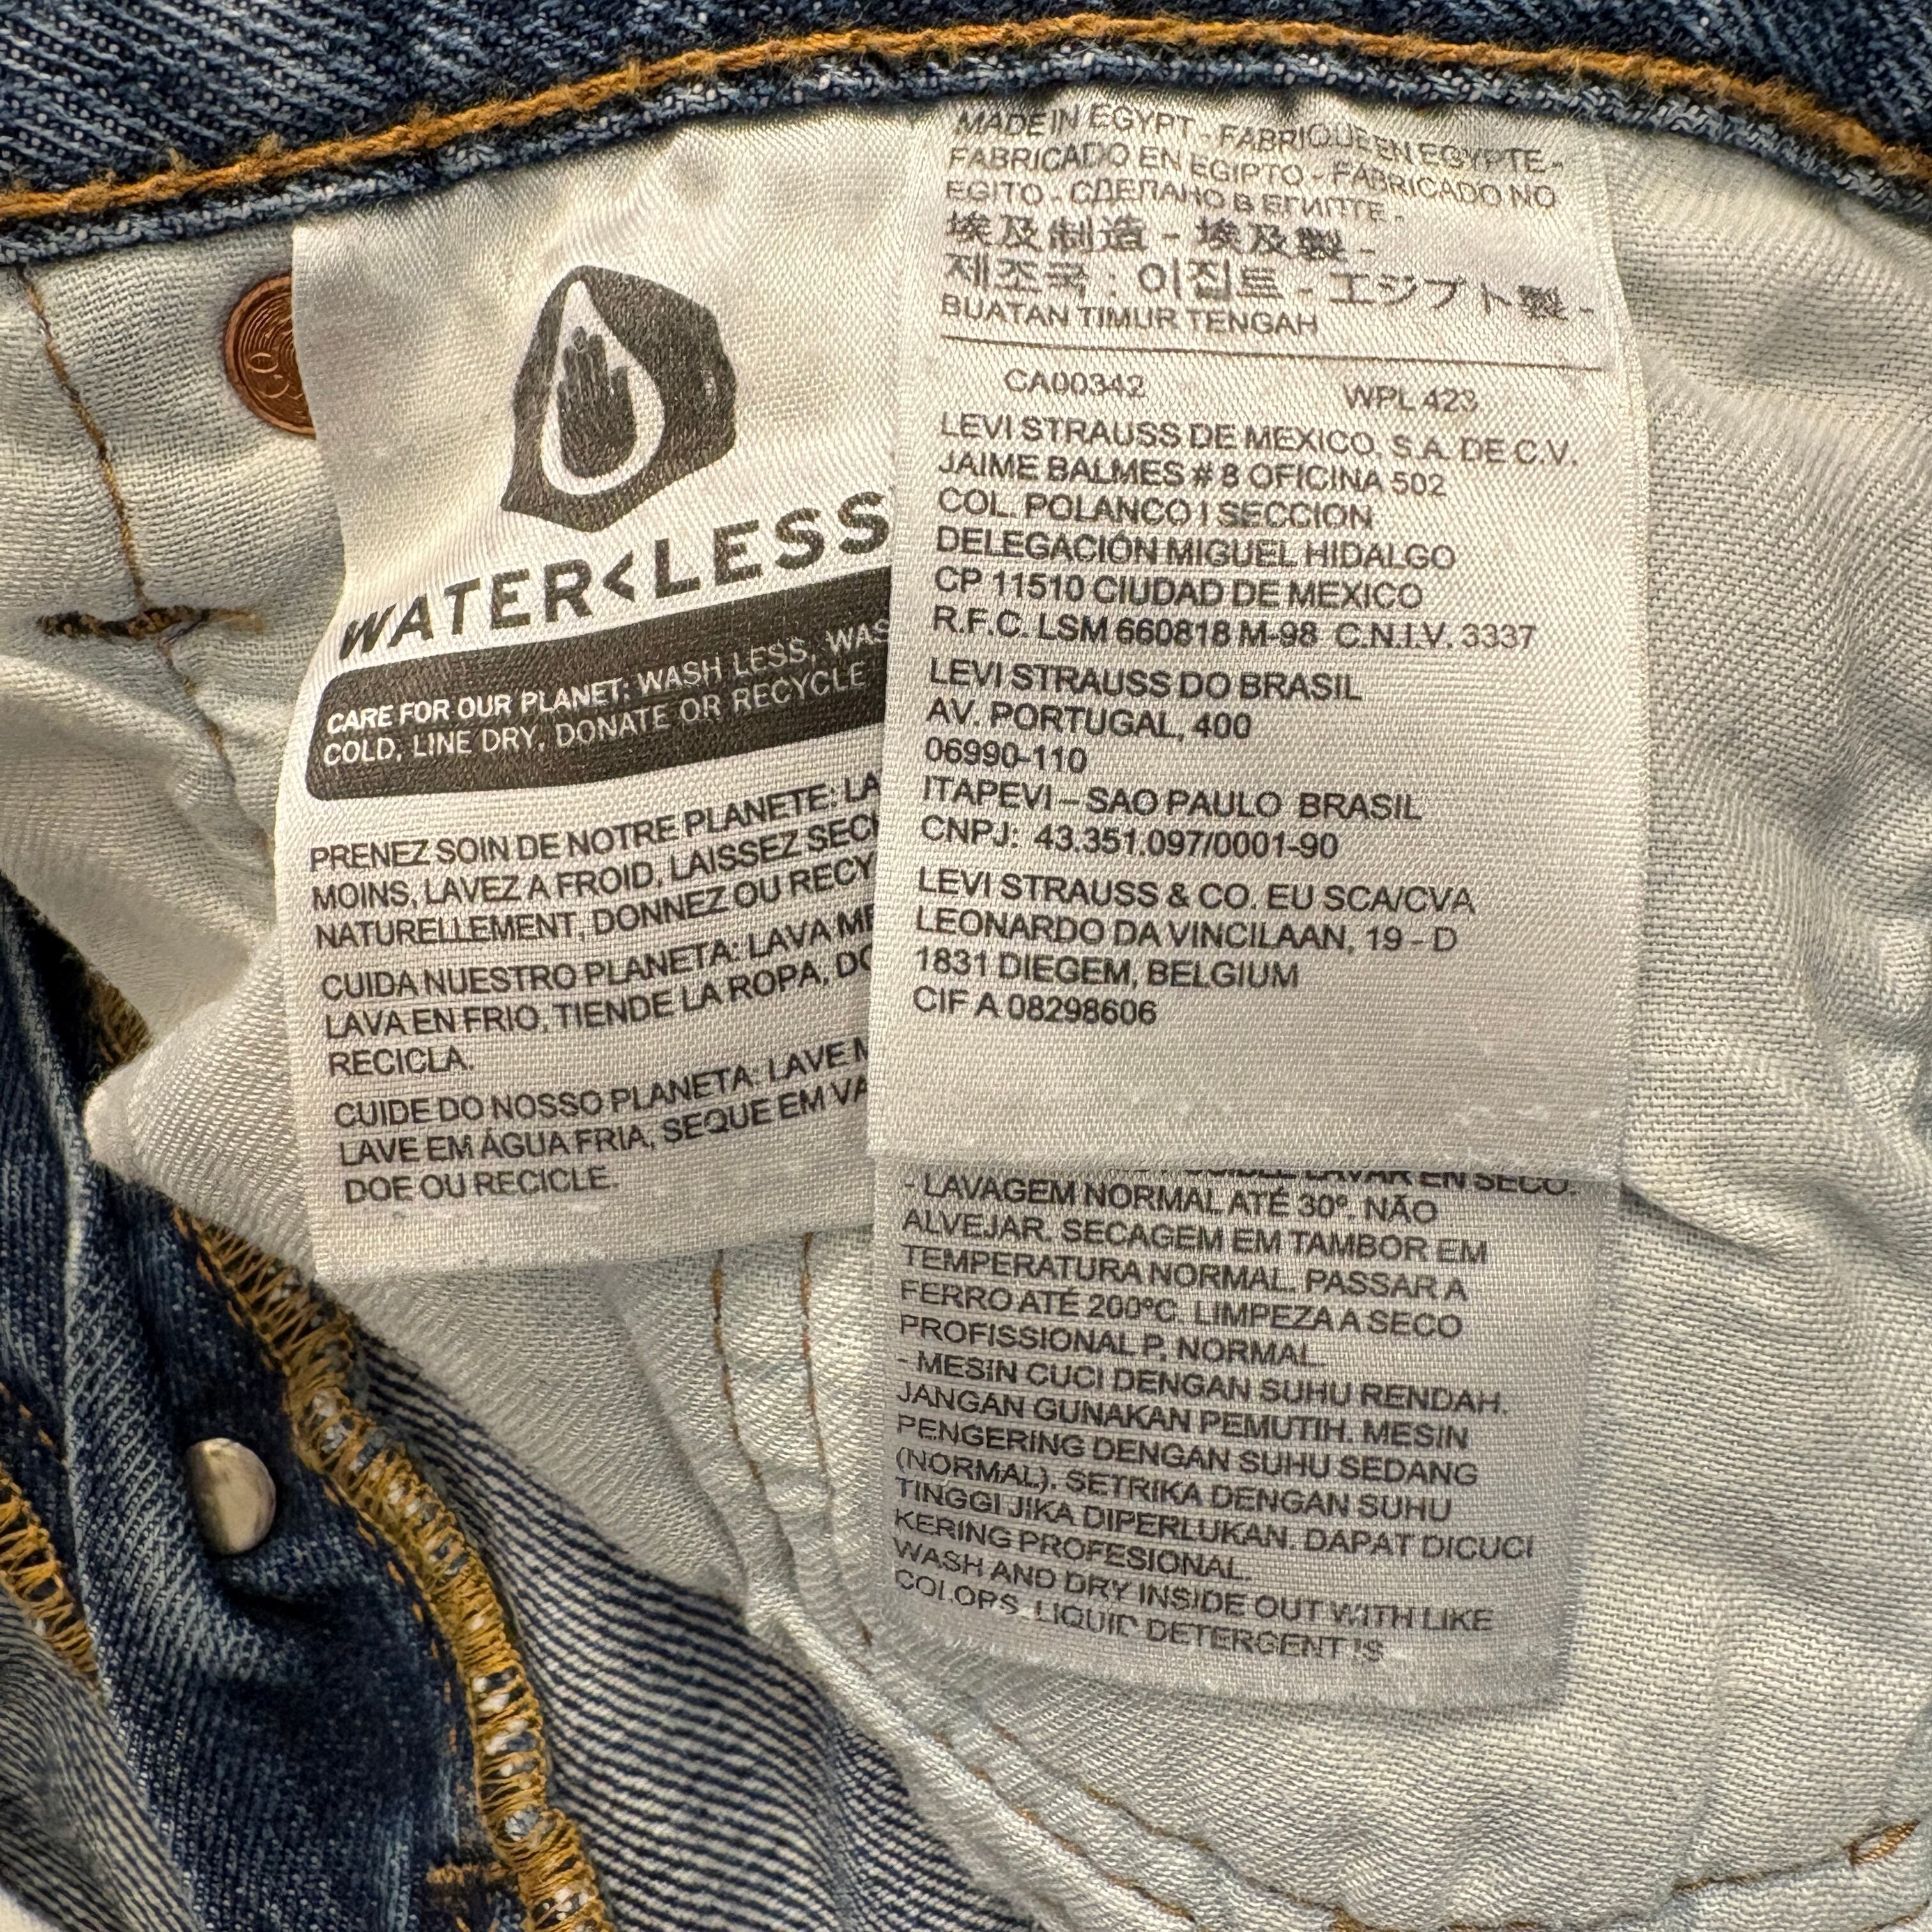 WATER<LESS
CARE FOR OUR PLANET: WASH LESS, WAS
COLD, LINE DRY, DONATE OR RECYCLE
PRENEZ SOIN DE NOTRE PLANETE: LA
MOINS, LAVEZ A FROID, LAISSEZ SECH
NATURELLEMENT, DONNEZ OU RECY
CUIDA NUESTRO PLANETA: LAVA ME
LAVA EN FRIO, TIENDE LA ROPA, DO
RECICLA.
CUIDE DO NOSSO PLANETA: LAVE M
LAVE EM ÁGUA FRIA, SEQUE EM VA
DOE OU RECICLE.
MADE IN EGYPT - FABRIQUE EN EGYPTE -
FABRICADO EN EGIPTO - FABRICADO NO
EGITO - СДЕЛАНО В ЕГИПТЕ -
埃及制造 - 埃及製 -
제조국 : 이집트 - エジプト製 -
BUATAN TIMUR TENGAH
CA00342 WPL 423
LEVI STRAUSS DE MEXICO, S.A. DE C.V.
JAIME BALMES # 8 OFICINA 502
COL. POLANCO I SECCION
DELEGACIÓN MIGUEL HIDALGO
CP 11510 CIUDAD DE MEXICO
R.F.C. LSM 660818 M-98 C.N.I.V. 3337
LEVI STRAUSS DO BRASIL
AV. PORTUGAL, 400
06990-110
ITAPEVI – SAO PAULO BRASIL
CNPJ: 43.351.097/0001-90
LEVI STRAUSS & CO. EU SCA/CVA
LEONARDO DA VINCILAAN, 19 - D
1831 DIEGEM, BELGIUM
CIF A 08298606
LAVAR EN SECO.
- LAVAGEM NORMAL ATÉ 30º. NÃO
ALVEJAR. SECAGEM EM TAMBOR EM
TEMPERATURA NORMAL. PASSAR A
FERRO ATÉ 200ºC. LIMPEZA A SECO
PROFISSIONAL P, NORMAL.
- MESIN CUCI DENGAN SUHU RENDAH.
JANGAN GUNAKAN PEMUTIH. MESIN
PENGERING DENGAN SUHU SEDANG
(NORMAL). SETRIKA DENGAN SUHU
TINGGI JIKA DIPERLUKAN. DAPAT DICUCI
KERING PROFESIONAL.
WASH AND DRY INSIDE OUT WITH LIKE
COLORS. LIQUID DETERGENT IS